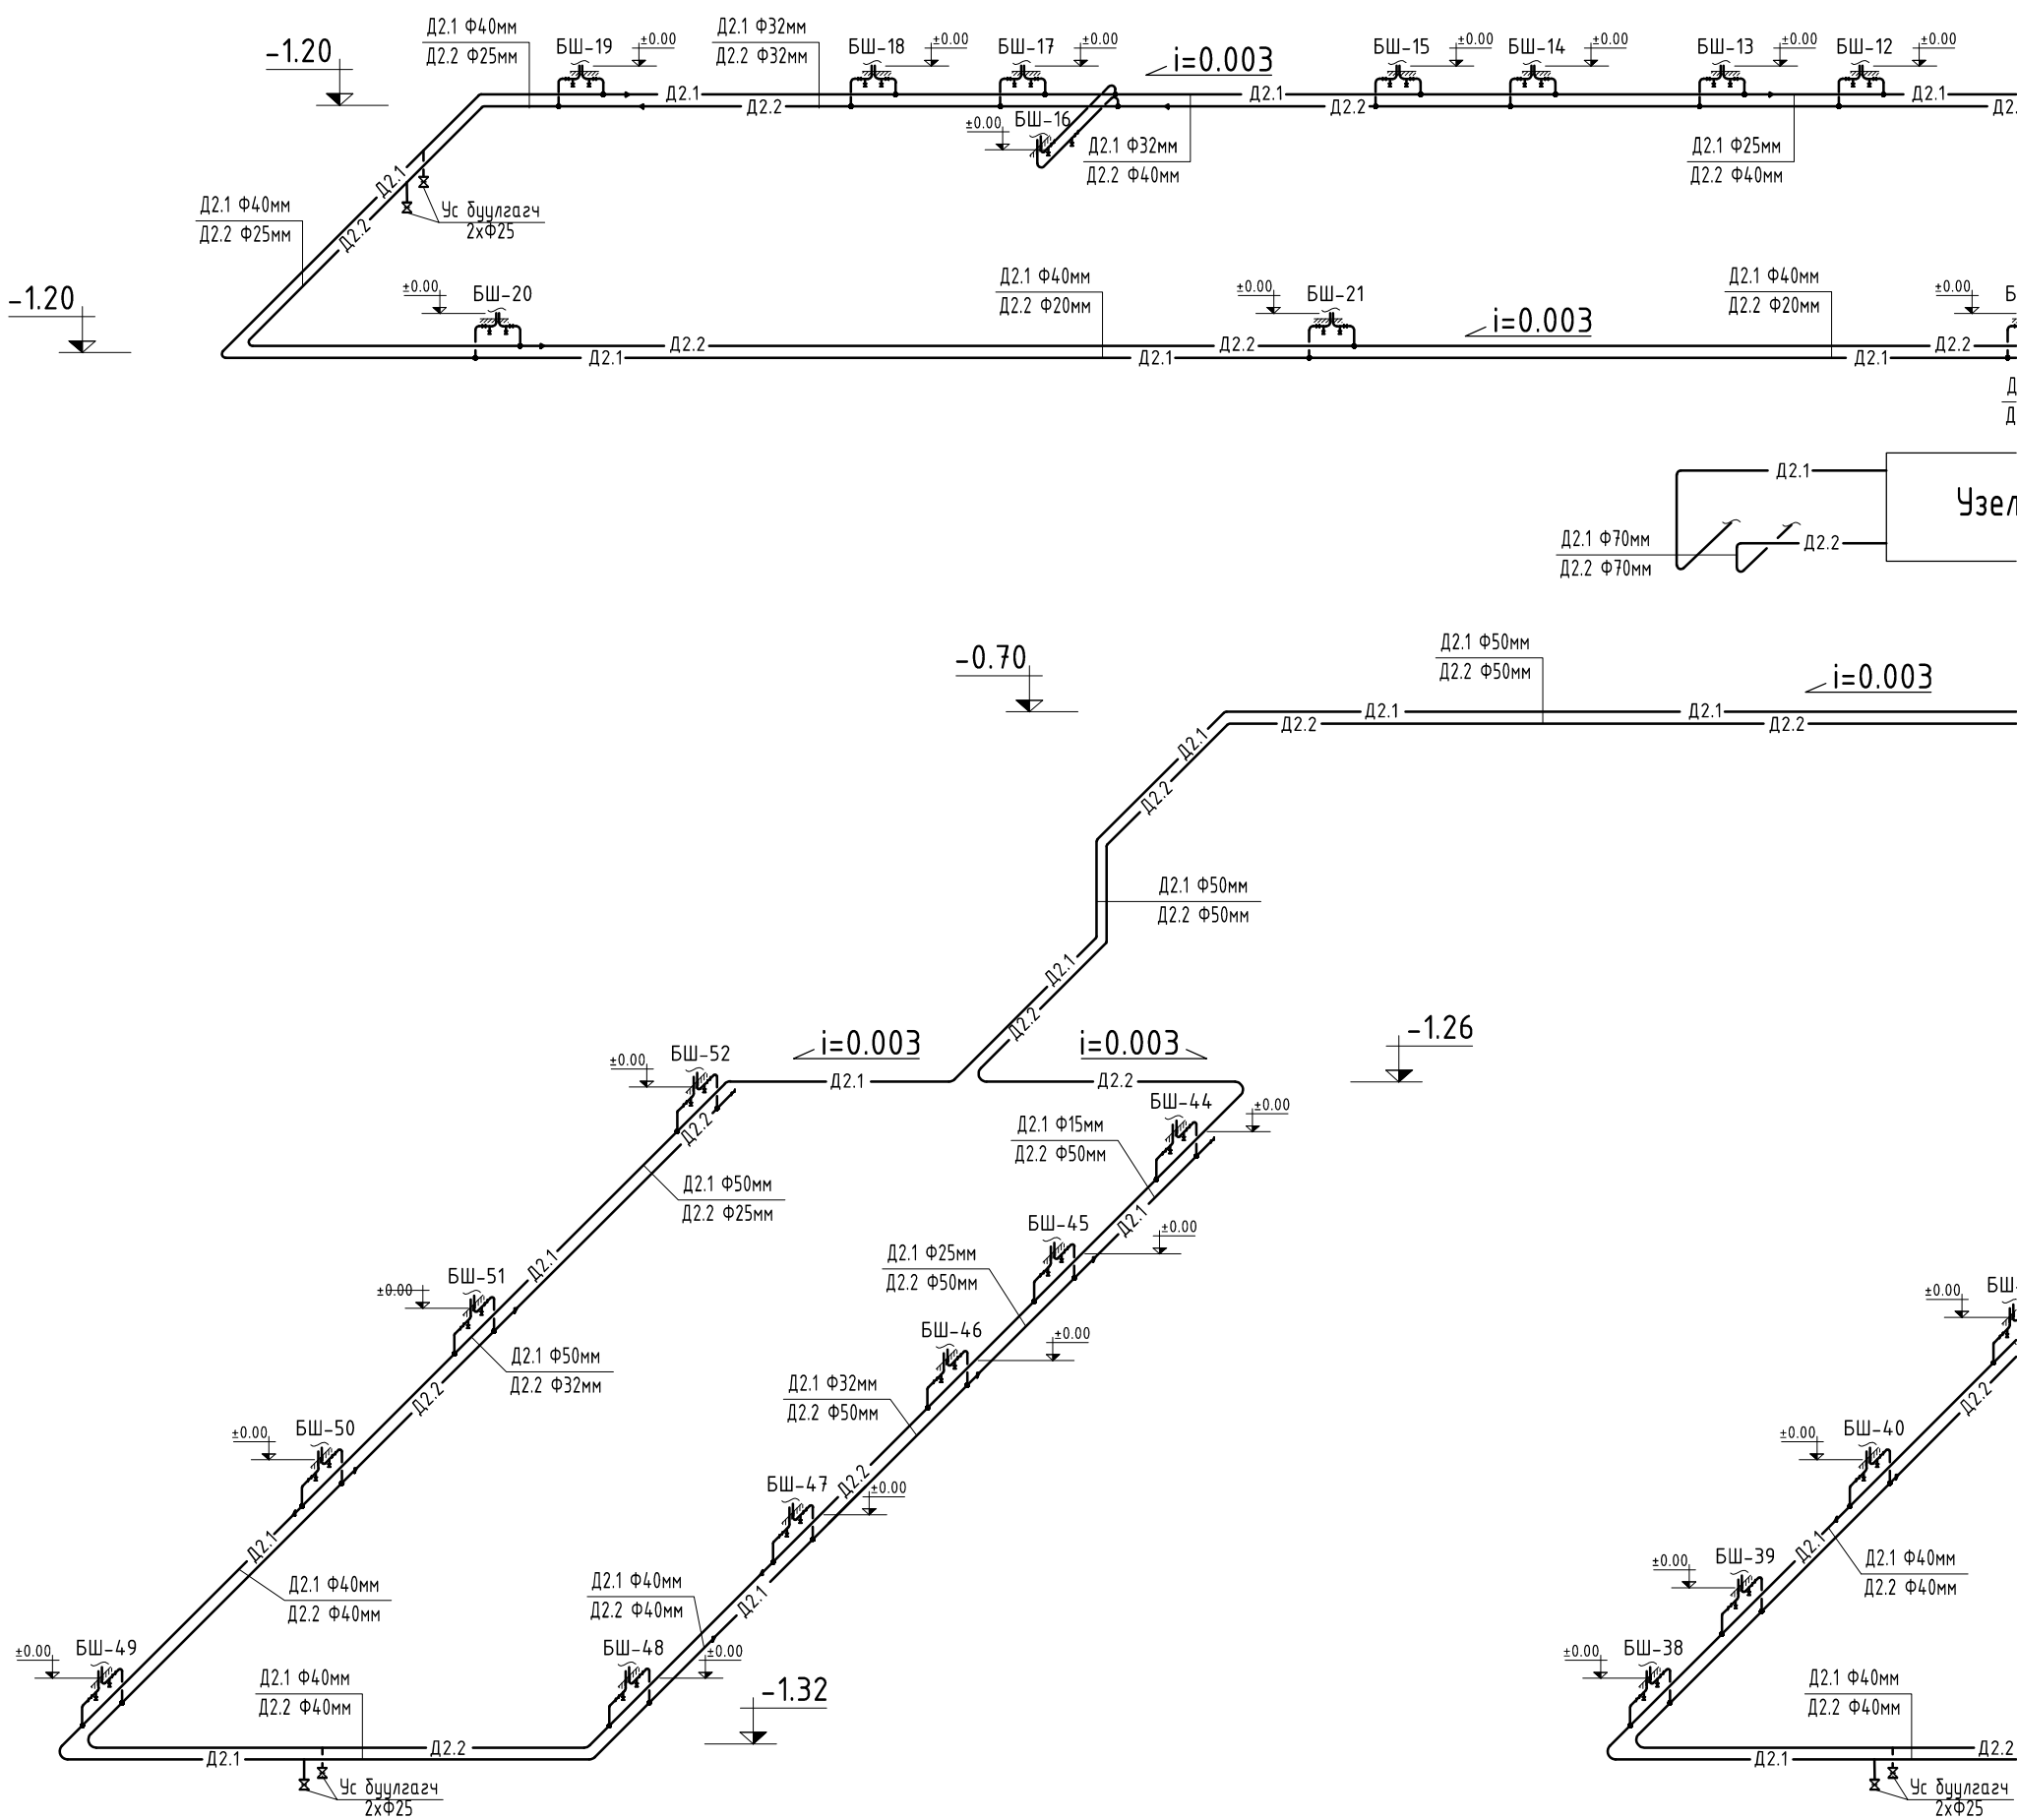 Д2.1 Ф40мм
Д2.2 Ф25мм
Д2.1 Ф32мм
Д2.2 Ф32мм
-1.20
БШ-19
±0.00
БШ-18
±0.00
БШ-17
±0.00
i=0.003
БШ-15
±0.00
БШ-14
±0.00
БШ-13
±0.00
БШ-12
±0.00
Д2.1
Д2.1
Д2.1
Д2.2
Д2.2
±0.00
БШ-16
Д2.1 Ф32мм
Д2.2 Ф40мм
Д2.1 Ф25мм
Д2.2 Ф40мм
Д2.1
Д2.2
Ус буулгагч
2хФ25
Д2.1 Ф40мм
Д2.2 Ф25мм
-1.20
±0.00
БШ-20
Д2.1 Ф40мм
Д2.2 Ф20мм
±0.00
БШ-21
i=0.003
Д2.1 Ф40мм
Д2.2 Ф20мм
±0.00
Д2.2
Д2.2
Д2.2
Д2.1
Д2.1
Д2.1
Д2.1
Узел
Д2.2
Д2.1 Ф70мм
Д2.2 Ф70мм
-0.70
Д2.1 Ф50мм
Д2.2 Ф50мм
i=0.003
Д2.1
Д2.1
Д2.2
Д2.2
Д2.1
Д2.2
Д2.1 Ф50мм
Д2.2 Ф50мм
Д2.1
Д2.2
±0.00
БШ-52
i=0.003
i=0.003
-1.26
Д2.1
Д2.2
Д2.2
БШ-44
±0.00
Д2.1 Ф15мм
Д2.2 Ф50мм
Д2.1 Ф50мм
Д2.2 Ф25мм
Д2.1
БШ-45
±0.00
Д2.1 Ф25мм
Д2.2 Ф50мм
Д2.1
±0.00
БШ-51
Д2.1 Ф50мм
Д2.2 Ф32мм
Д2.2
БШ-46
±0.00
Д2.1 Ф32мм
Д2.2 Ф50мм
±0.00
БШ-50
БШ-47
Д2.2
±0.00
Д2.1
Д2.1 Ф40мм
Д2.2 Ф40мм
Д2.1 Ф40мм
Д2.2 Ф40мм
Д2.1
±0.00
БШ-49
БШ-48
±0.00
Д2.1 Ф40мм
Д2.2 Ф40мм
-1.32
Д2.1
Д2.2
Ус буулгагч
2хФ25
±0.00
Д2.2
±0.00
БШ-40
Д2.1
Д2.1 Ф40мм
Д2.2 Ф40мм
±0.00
БШ-39
±0.00
БШ-38
Д2.1 Ф40мм
Д2.2 Ф40мм
Д2.1
Д2.2
Ус буулгагч
2хФ25